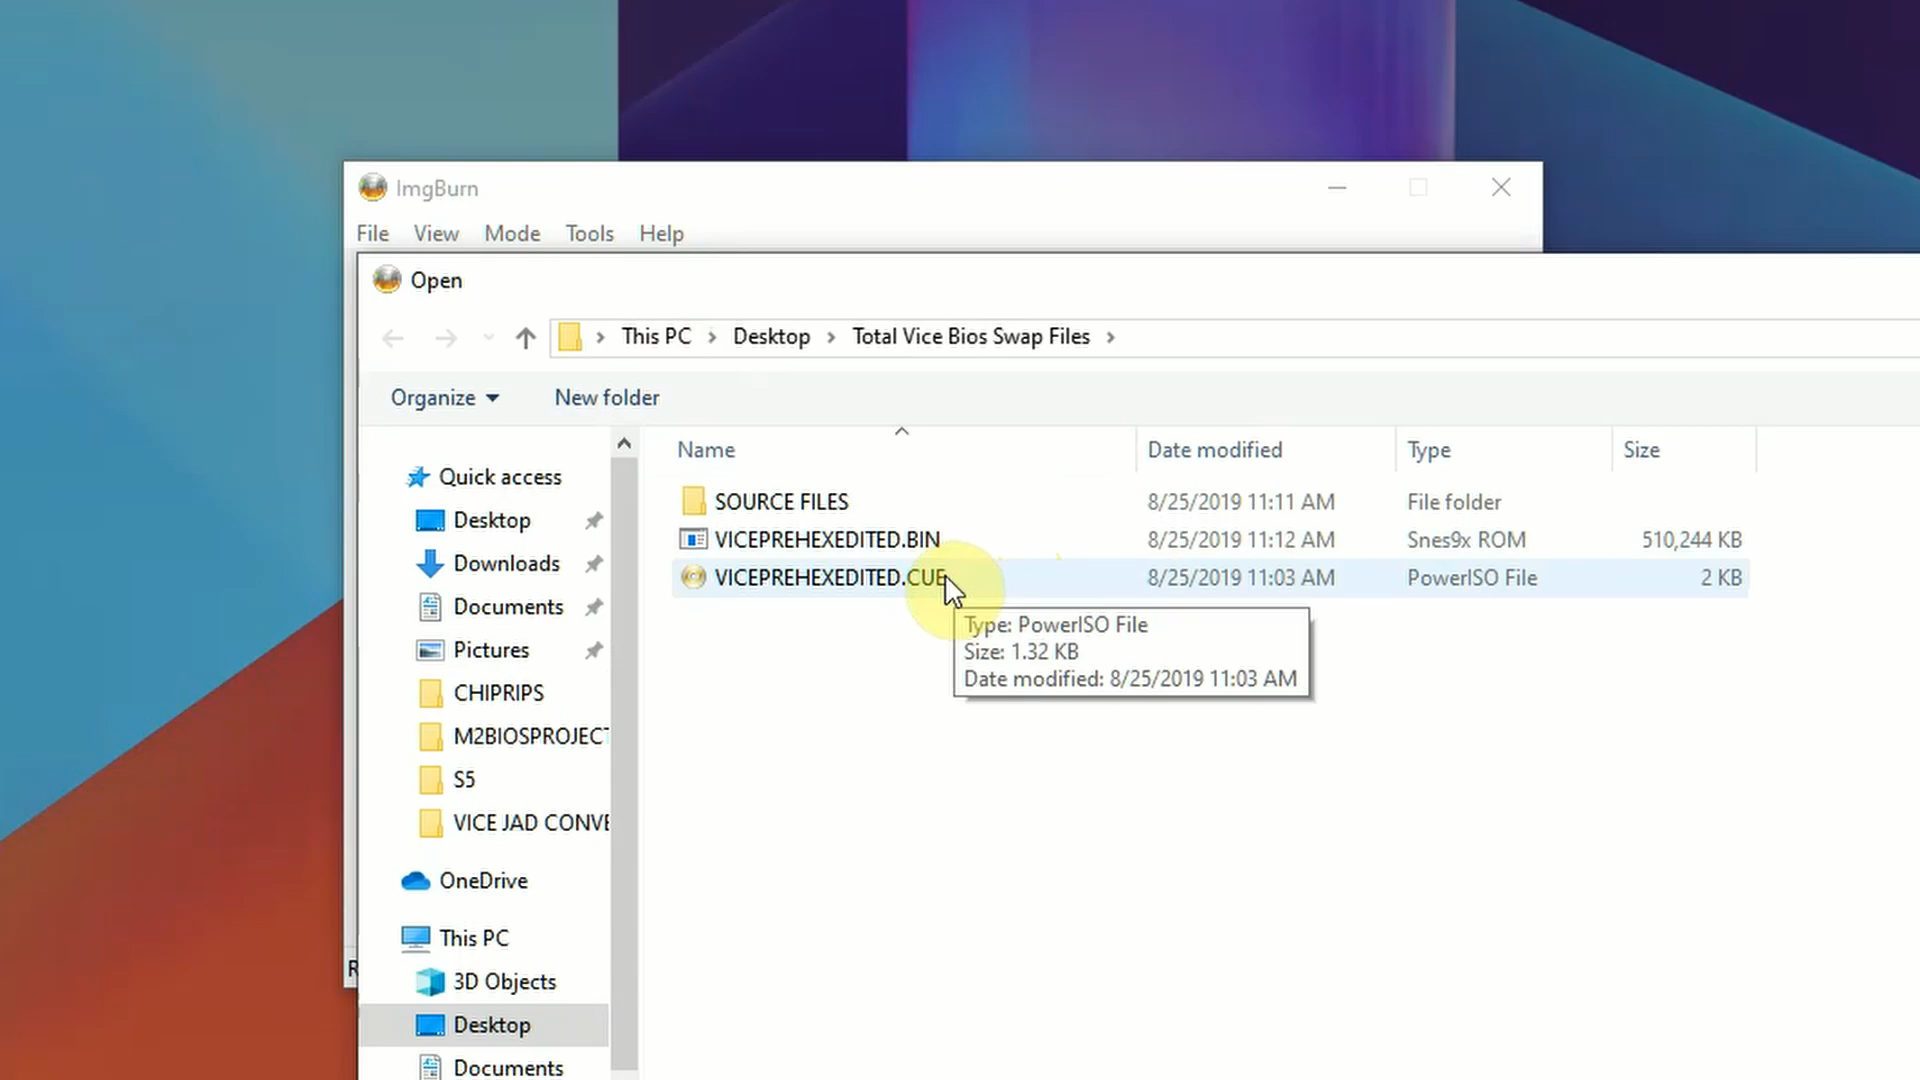 ImgBurn
File View Mode Tools Help
Open
This PC Desktop Total Vice Bios Swap Files
Organize New folder
Name Date modified Type Size
Quick access
Desktop
Downloads
Documents
Pictures
CHIPRIPS
M2BIOSPROJECT
S5
VICE JAD CONVE
OneDrive
This PC
3D Objects
Desktop
Documents
SOURCE FILES 8/25/2019 11:11 AM File folder
VICEPREHEXEDITED.BIN 8/25/2019 11:12 AM Snes9x ROM 510,244 KB
VICEPREHEXEDITED.CUE 8/25/2019 11:03 AM PowerISO File 2 KB
Type: PowerISO File
Size: 1.32 KB
Date modified: 8/25/2019 11:03 AM
R